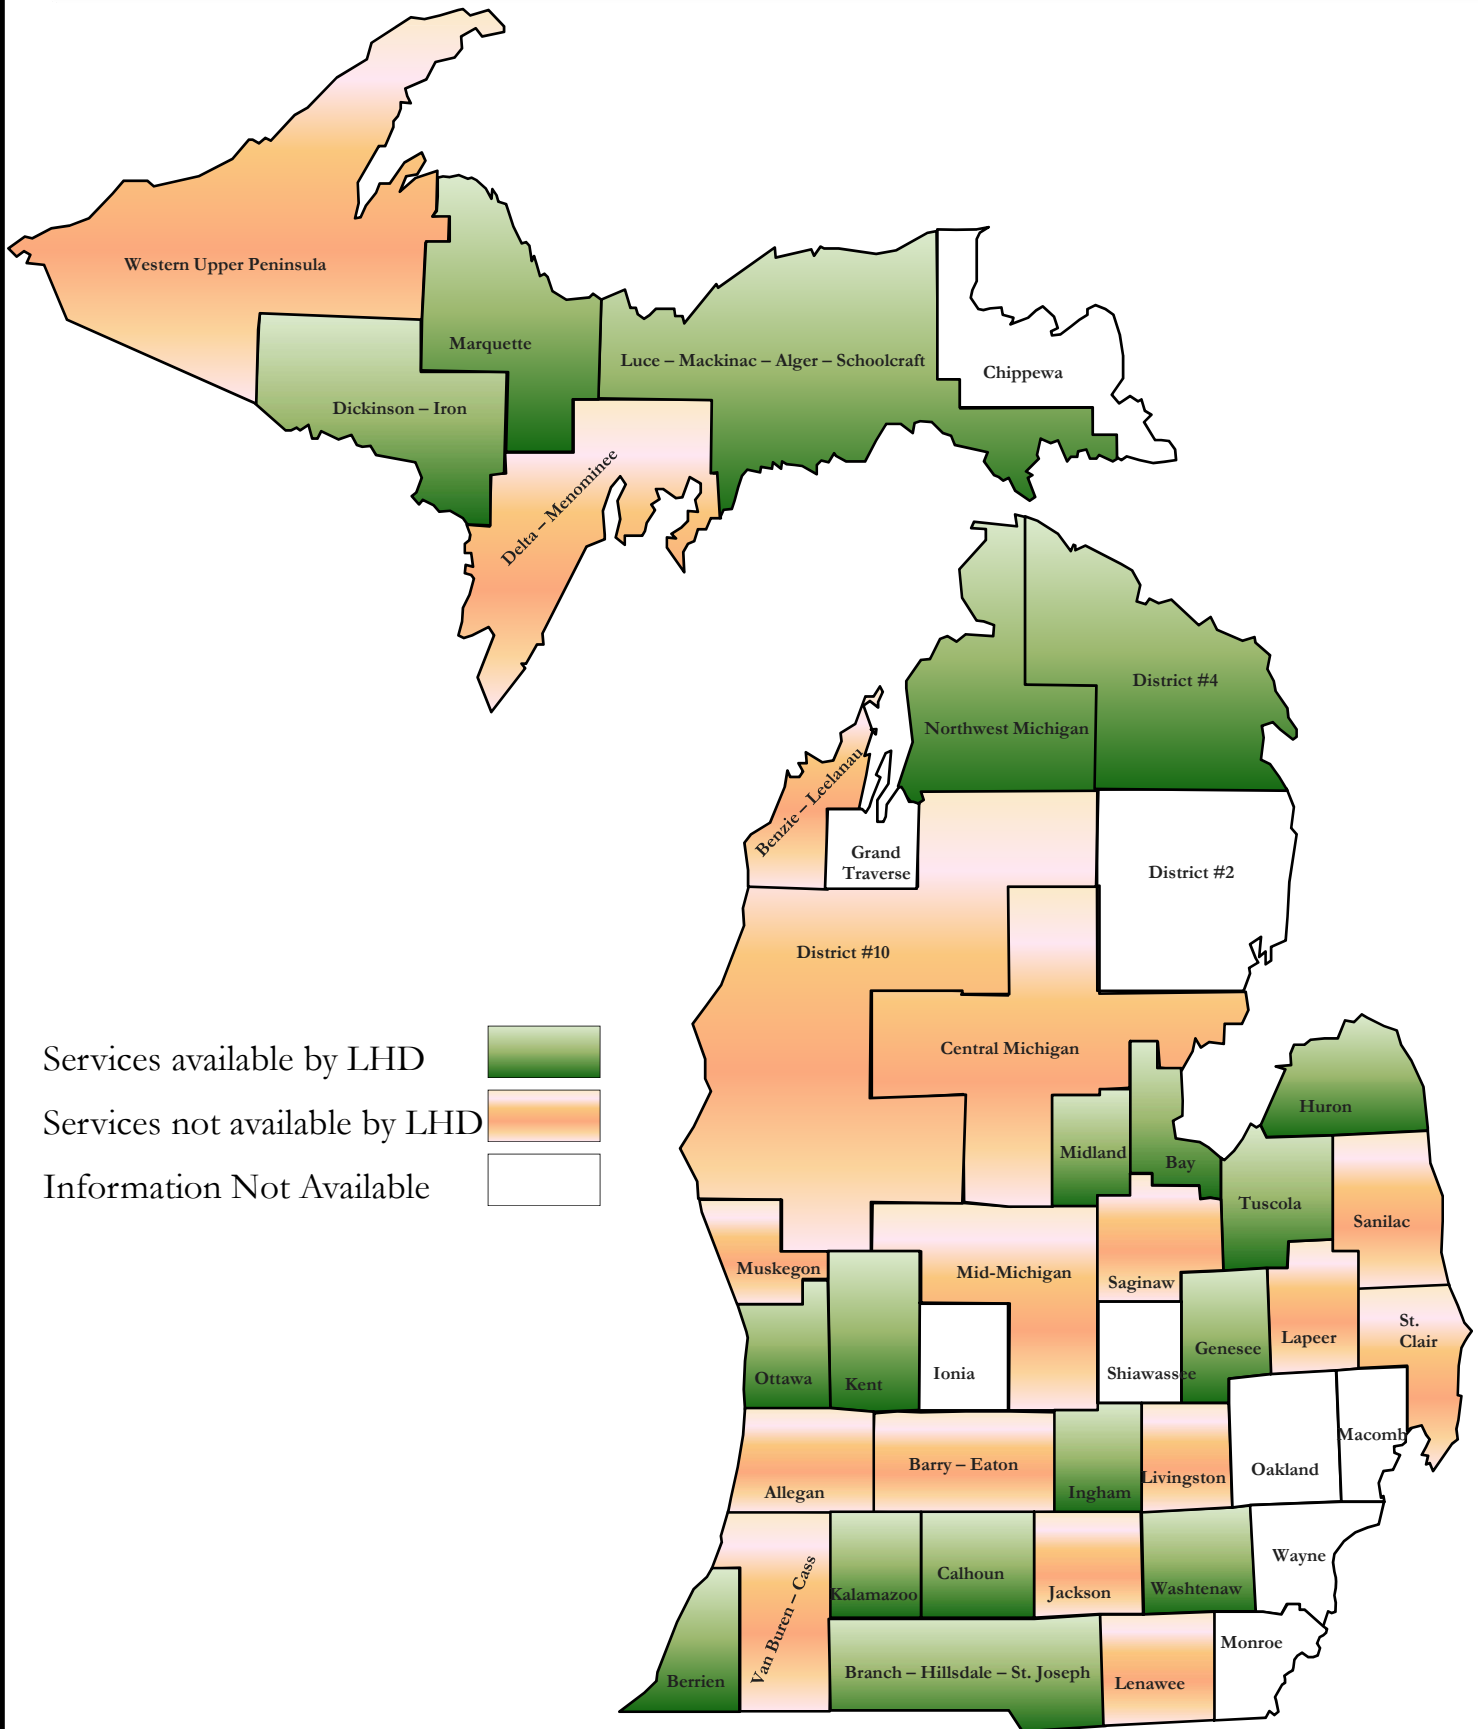 Western Upper Peninsula
Marquette
Luce – Mackinac – Alger – Schoolcraft
Chippewa
Dickinson – Iron
Delta – Menominee
District #4
Northwest Michigan
Benzie – Leelanau
Grand
Traverse
District #2
District #10
Central Michigan
Services available by LHD
Services not available by LHD
Information Not Available
Huron
Midland
Bay
Tuscola
Sanilac
Muskegon
Mid-Michigan
Saginaw
St.
Clair
Lapeer
Genesee
Ottawa
Kent
Ionia
Shiawassee
Macomb
Oakland
Barry – Eaton
Allegan
Ingham
Livingston
Wayne
Van Buren – Cass
Kalamazoo
Calhoun
Jackson
Washtenaw
Monroe
Berrien
Branch – Hillsdale – St. Joseph
Lenawee